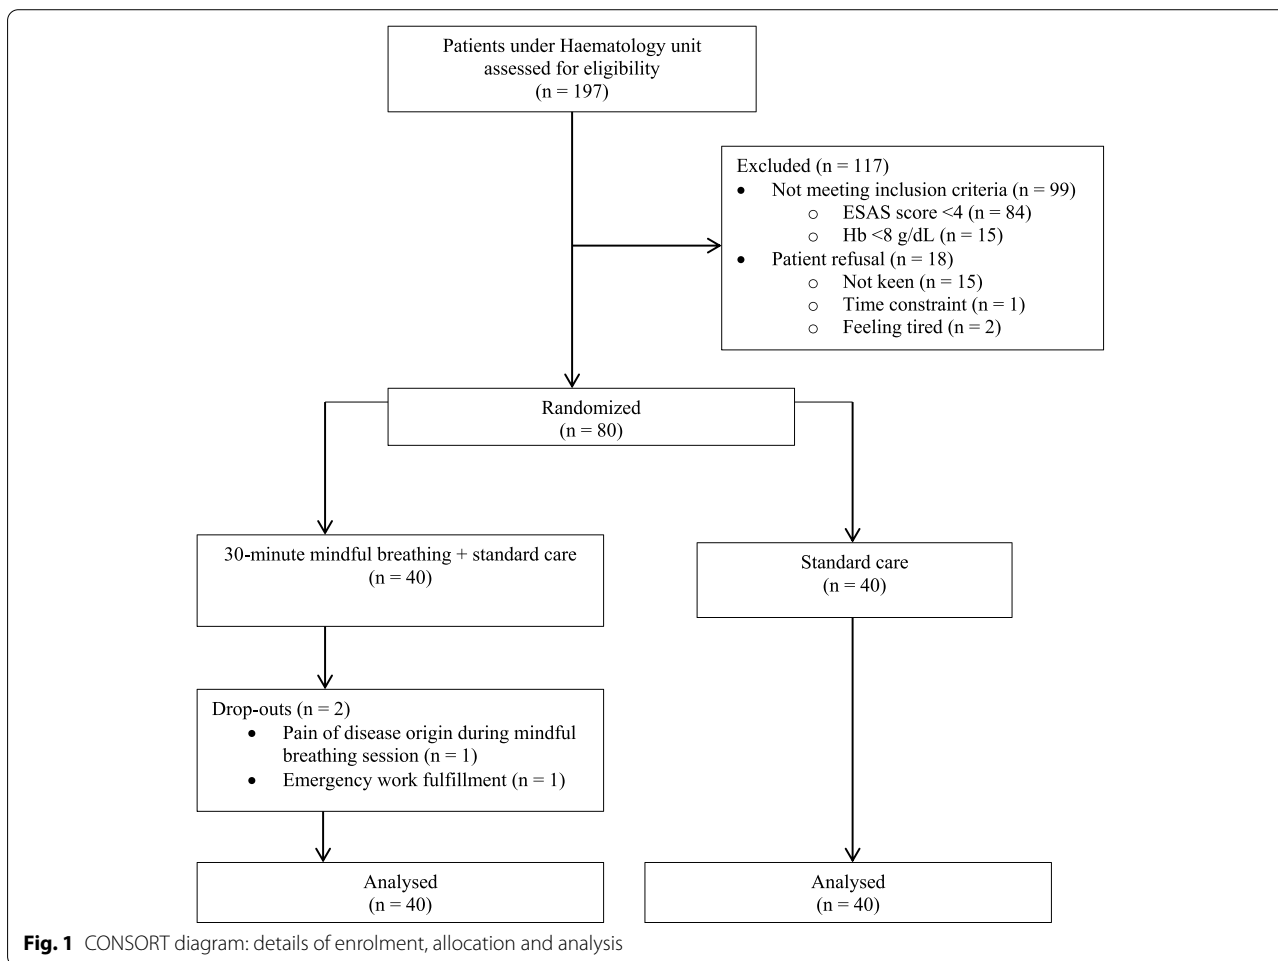 Patients under Haematology unit
assessed for eligibility
(n = 197)
Excluded (n = 117)
• Not meeting inclusion criteria (n = 99)
o ESAS score <4 (n = 84)
o Hb <8 g/dL (n = 15)
• Patient refusal (n = 18)
o Not keen (n = 15)
o Time constraint (n = 1)
o Feeling tired (n = 2)
Randomized
(n = 80)
30-minute mindful breathing + standard care
(n = 40)
Standard care
(n = 40)
Drop-outs (n = 2)
• Pain of disease origin during mindful
breathing session (n = 1)
• Emergency work fulfillment (n = 1)
Analysed
(n = 40)
Analysed
(n = 40)
Fig. 1 CONSORT diagram: details of enrolment, allocation and analysis